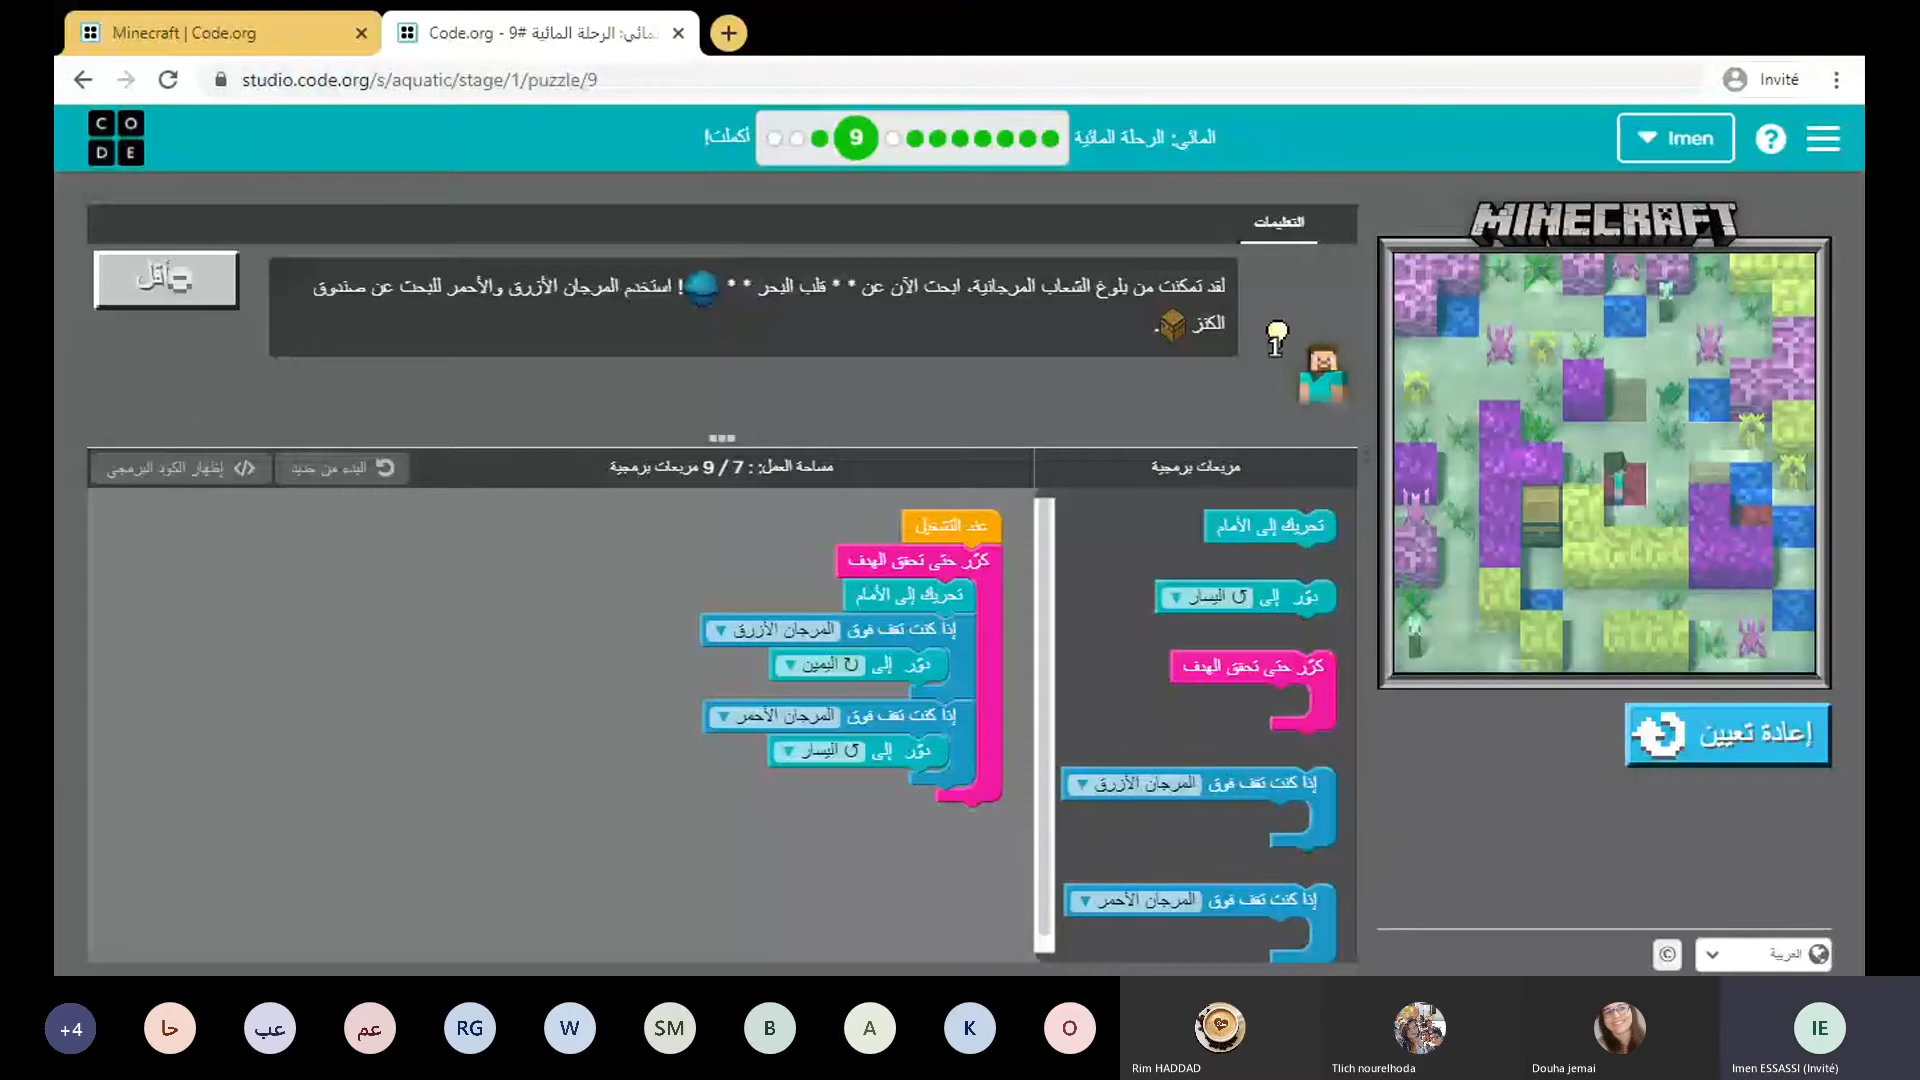 Minecraft | Code.org
Code.org - المائي: الرحلة المائية #9
studio.code.org/s/aquatic/stage/1/puzzle/9
Invité
CODE
المائي: الرحلة المائية
9
أكملت!
Imen
?
MINECRAFT
التعليمات
أقل
لقد تمكنت من بلوغ الشعاب المرجانية، ابحث الآن عن * * قلب البحر * * ! استخدم المرجان الأزرق والأحمر للبحث عن صندوق
الكنز .
1
مربعات برمجية
مساحة العمل: : 7 / 9 مربعات برمجية
البدء من حديد
إظهار الكود البرمجي
عند التشغيل
كرّر حتى تحقق الهدف
تحريك إلى الأمام
إذا كنت تقف فوق المرجان الأزرق
دوّر إلى ↻ اليمين
إذا كنت تقف فوق المرجان الأحمر
دوّر إلى ↺ اليسار
تحريك إلى الأمام
دوّر إلى ↺ اليسار
كرّر حتى تحقق الهدف
إذا كنت تقف فوق المرجان الأزرق
إذا كنت تقف فوق المرجان الأحمر
إعادة تعيين
العربية
©
+4
حا
عب
عم
RG
W
SM
B
A
K
O
Rim HADDAD
Tlich nourelhoda
Douha jemai
IE
Imen ESSASSI (Invité)